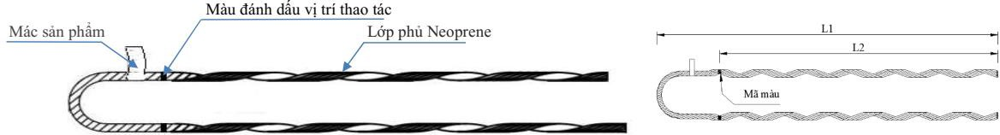 Màu đánh dấu vị trí thao tác
Mác sản phẩm
Lớp phủ Neoprene
L1
L2
Mã màu